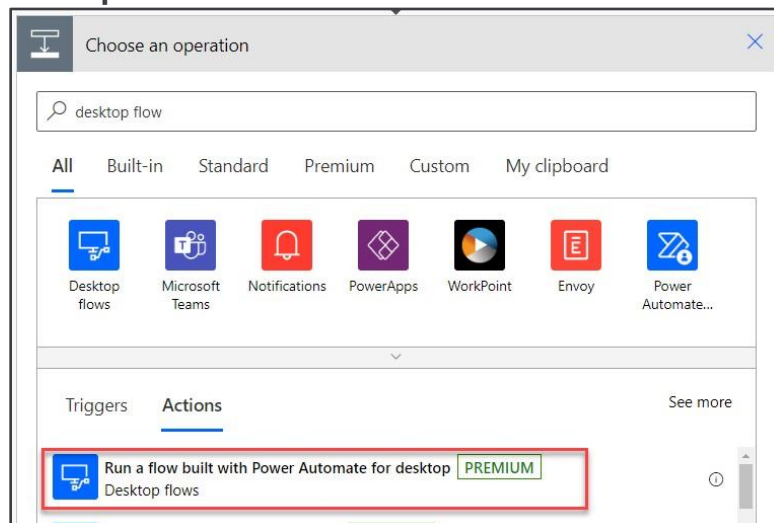 Choose an operation
desktop flow
All Built-in Standard Premium Custom My clipboard
Desktop flows
Microsoft Teams
Notifications
PowerApps
WorkPoint
Envoy
Power Automate...
Triggers Actions See more
Run a flow built with Power Automate for desktop PREMIUM
Desktop flows